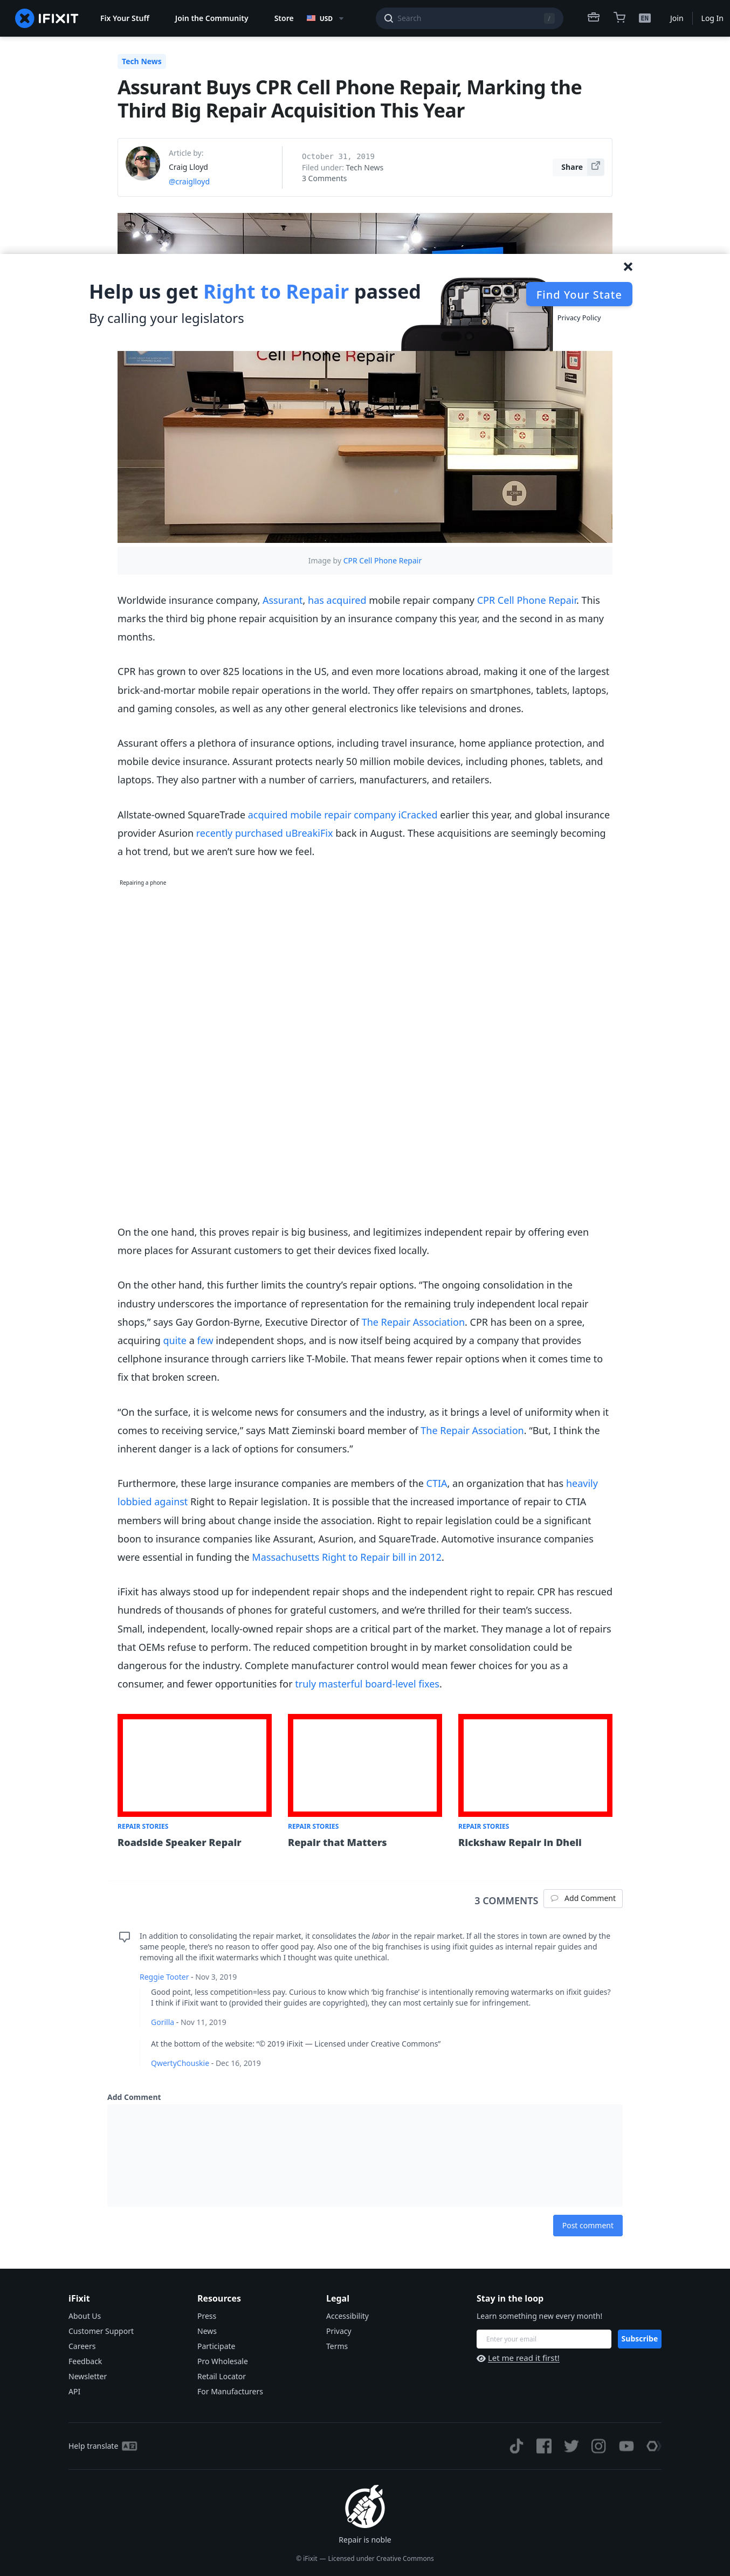 IFIXIT
Fix Your Stuff
Join the Community
Store
USD
Search
/
EN
Join
Log In
Tech News
Assurant Buys CPR Cell Phone Repair, Marking the
Third Big Repair Acquisition This Year
Article by:
Craig Lloyd
@craiglloyd
October 31, 2019
Filed under: Tech News
3 Comments
Share
Help us get Right to Repair passed
By calling your legislators
Find Your State
Privacy Policy
Cell Phone Repair
Image by CPR Cell Phone Repair
Worldwide insurance company, Assurant, has acquired mobile repair company CPR Cell Phone Repair. This
marks the third big phone repair acquisition by an insurance company this year, and the second in as many
months.
CPR has grown to over 825 locations in the US, and even more locations abroad, making it one of the largest
brick-and-mortar mobile repair operations in the world. They offer repairs on smartphones, tablets, laptops,
and gaming consoles, as well as any other general electronics like televisions and drones.
Assurant offers a plethora of insurance options, including travel insurance, home appliance protection, and
mobile device insurance. Assurant protects nearly 50 million mobile devices, including phones, tablets, and
laptops. They also partner with a number of carriers, manufacturers, and retailers.
Allstate-owned SquareTrade acquired mobile repair company iCracked earlier this year, and global insurance
provider Asurion recently purchased uBreakiFix back in August. These acquisitions are seemingly becoming
a hot trend, but we aren’t sure how we feel.
Repairing a phone
On the one hand, this proves repair is big business, and legitimizes independent repair by offering even
more places for Assurant customers to get their devices fixed locally.
On the other hand, this further limits the country’s repair options. “The ongoing consolidation in the
industry underscores the importance of representation for the remaining truly independent local repair
shops,” says Gay Gordon-Byrne, Executive Director of The Repair Association. CPR has been on a spree,
acquiring quite a few independent shops, and is now itself being acquired by a company that provides
cellphone insurance through carriers like T-Mobile. That means fewer repair options when it comes time to
fix that broken screen.
“On the surface, it is welcome news for consumers and the industry, as it brings a level of uniformity when it
comes to receiving service,” says Matt Zieminski board member of The Repair Association. “But, I think the
inherent danger is a lack of options for consumers.”
Furthermore, these large insurance companies are members of the CTIA, an organization that has heavily
lobbied against Right to Repair legislation. It is possible that the increased importance of repair to CTIA
members will bring about change inside the association. Right to repair legislation could be a significant
boon to insurance companies like Assurant, Asurion, and SquareTrade. Automotive insurance companies
were essential in funding the Massachusetts Right to Repair bill in 2012.
iFixit has always stood up for independent repair shops and the independent right to repair. CPR has rescued
hundreds of thousands of phones for grateful customers, and we’re thrilled for their team’s success.
Small, independent, locally-owned repair shops are a critical part of the market. They manage a lot of repairs
that OEMs refuse to perform. The reduced competition brought in by market consolidation could be
dangerous for the industry. Complete manufacturer control would mean fewer choices for you as a
consumer, and fewer opportunities for truly masterful board-level fixes.
REPAIR STORIES
Roadside Speaker Repair
REPAIR STORIES
Repair that Matters
REPAIR STORIES
Rickshaw Repair in Dheli
3 COMMENTS
Add Comment
In addition to consolidating the repair market, it consolidates the labor in the repair market. If all the stores in town are owned by the
same people, there’s no reason to offer good pay. Also one of the big franchises is using ifixit guides as internal repair guides and
removing all the ifixit watermarks which I thought was quite unethical.
Reggie Tooter - Nov 3, 2019
Good point, less competition=less pay. Curious to know which ‘big franchise’ is intentionally removing watermarks on ifixit guides?
I think if iFixit want to (provided their guides are copyrighted), they can most certainly sue for infringement.
Gorilla - Nov 11, 2019
At the bottom of the website: “© 2019 iFixit — Licensed under Creative Commons”
QwertyChouskie - Dec 16, 2019
Add Comment
Post comment
iFixit
About Us
Customer Support
Careers
Feedback
Newsletter
API
Resources
Press
News
Participate
Pro Wholesale
Retail Locator
For Manufacturers
Legal
Accessibility
Privacy
Terms
Stay in the loop
Learn something new every month!
Enter your email
Subscribe
Let me read it first!
Help translate
Repair is noble
© iFixit — Licensed under Creative Commons